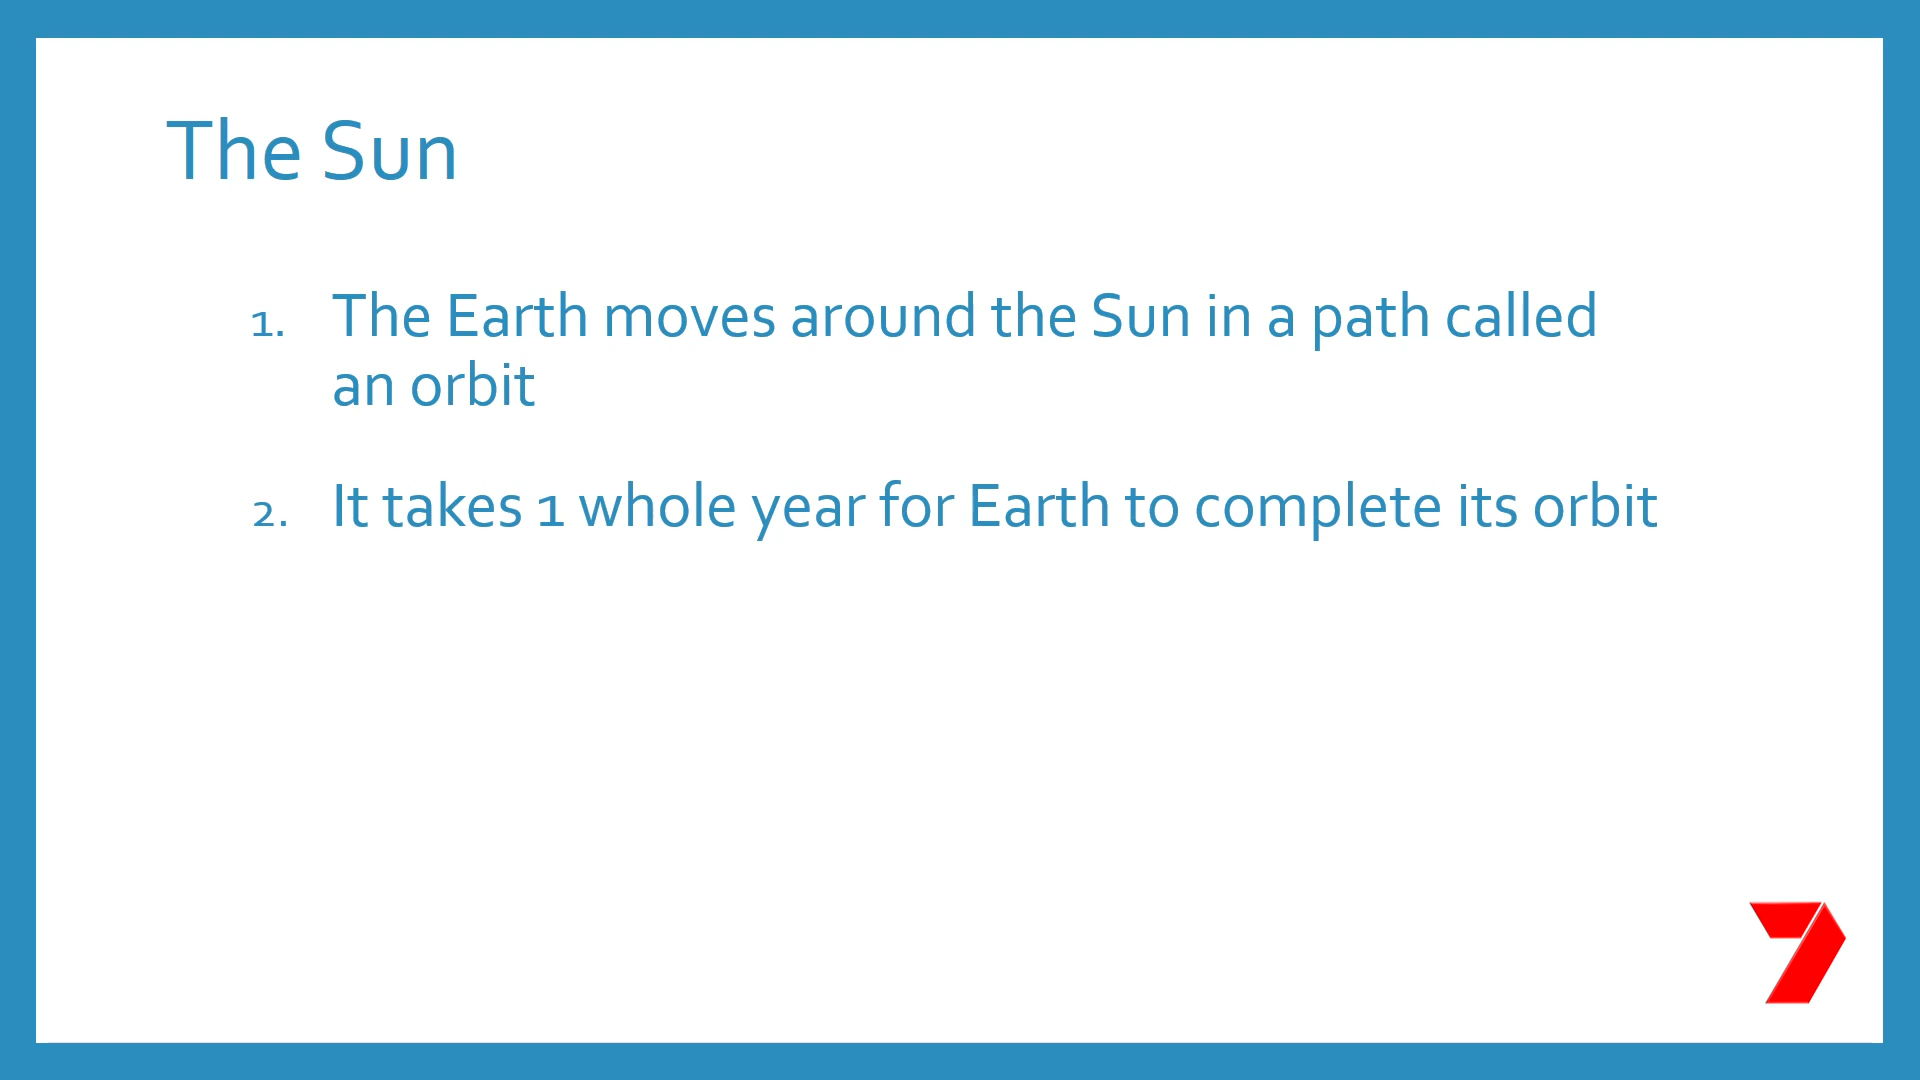 The Sun
1. The Earth moves around the Sun in a path called
an orbit
2. It takes 1 whole year for Earth to complete its orbit
7